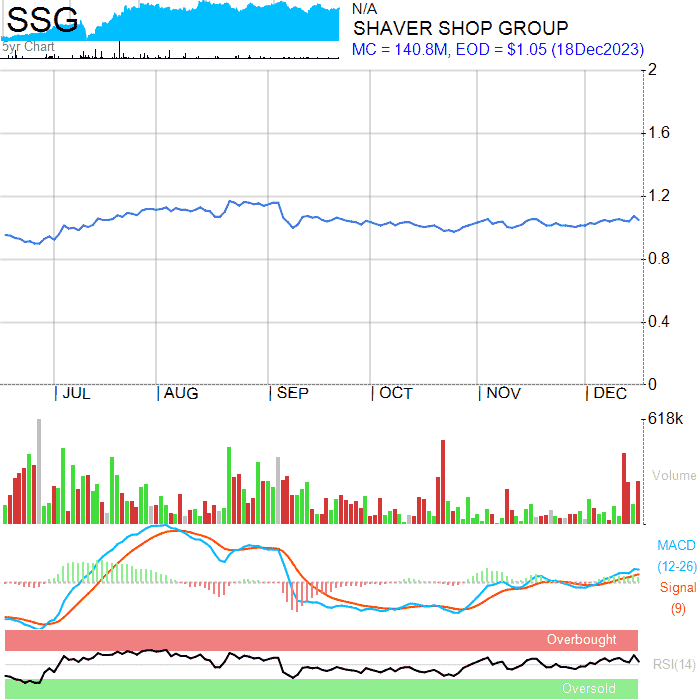 SSG
5yr Chart
N/A
SHAVER SHOP GROUP
MC = 140.8M, EOD = $1.05 (18Dec2023)
2
1.6
1.2
0.8
0.4
0
JUL AUG SEP OCT NOV DEC
618k
Volume
MACD
(12-26)
Signal
(9)
Overbought
RSI(14)
Oversold